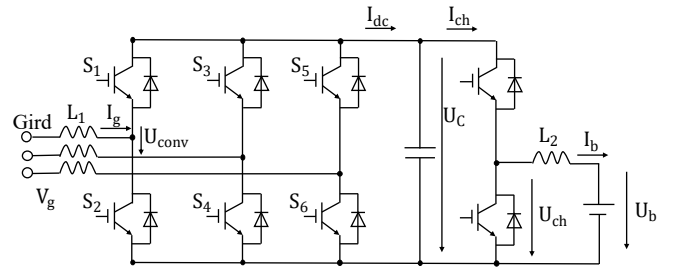 I_dc
I_ch
S_1
S_3
S_5
L_1
I_g
Gird
U_conv
U_C
L_2
I_b
V_g
S_2
S_4
S_6
U_ch
U_b